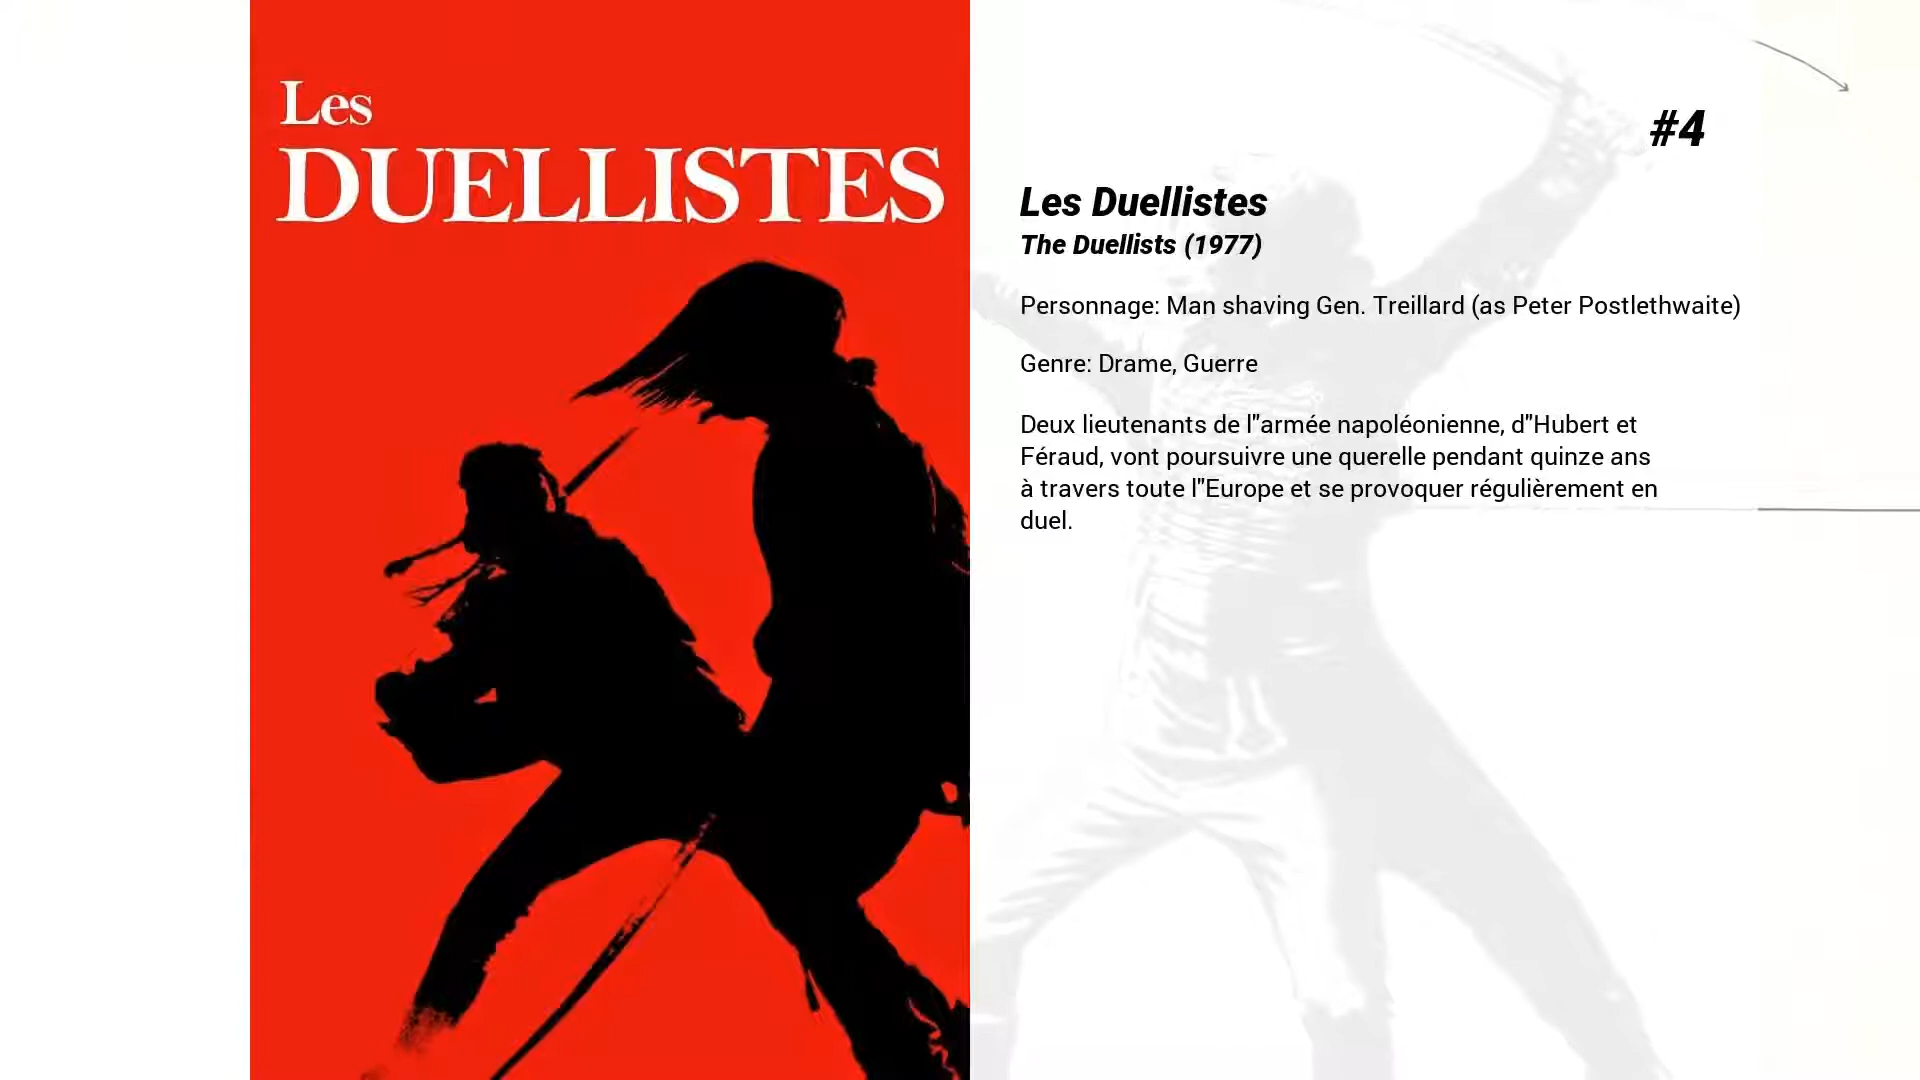 Les
DUELLISTES
#4
Les Duellistes
The Duellists (1977)
Personnage: Man shaving Gen. Treillard (as Peter Postlethwaite)
Genre: Drame, Guerre
Deux lieutenants de l"armée napoléonienne, d"Hubert et
Féraud, vont poursuivre une querelle pendant quinze ans
à travers toute l"Europe et se provoquer régulièrement en
duel.